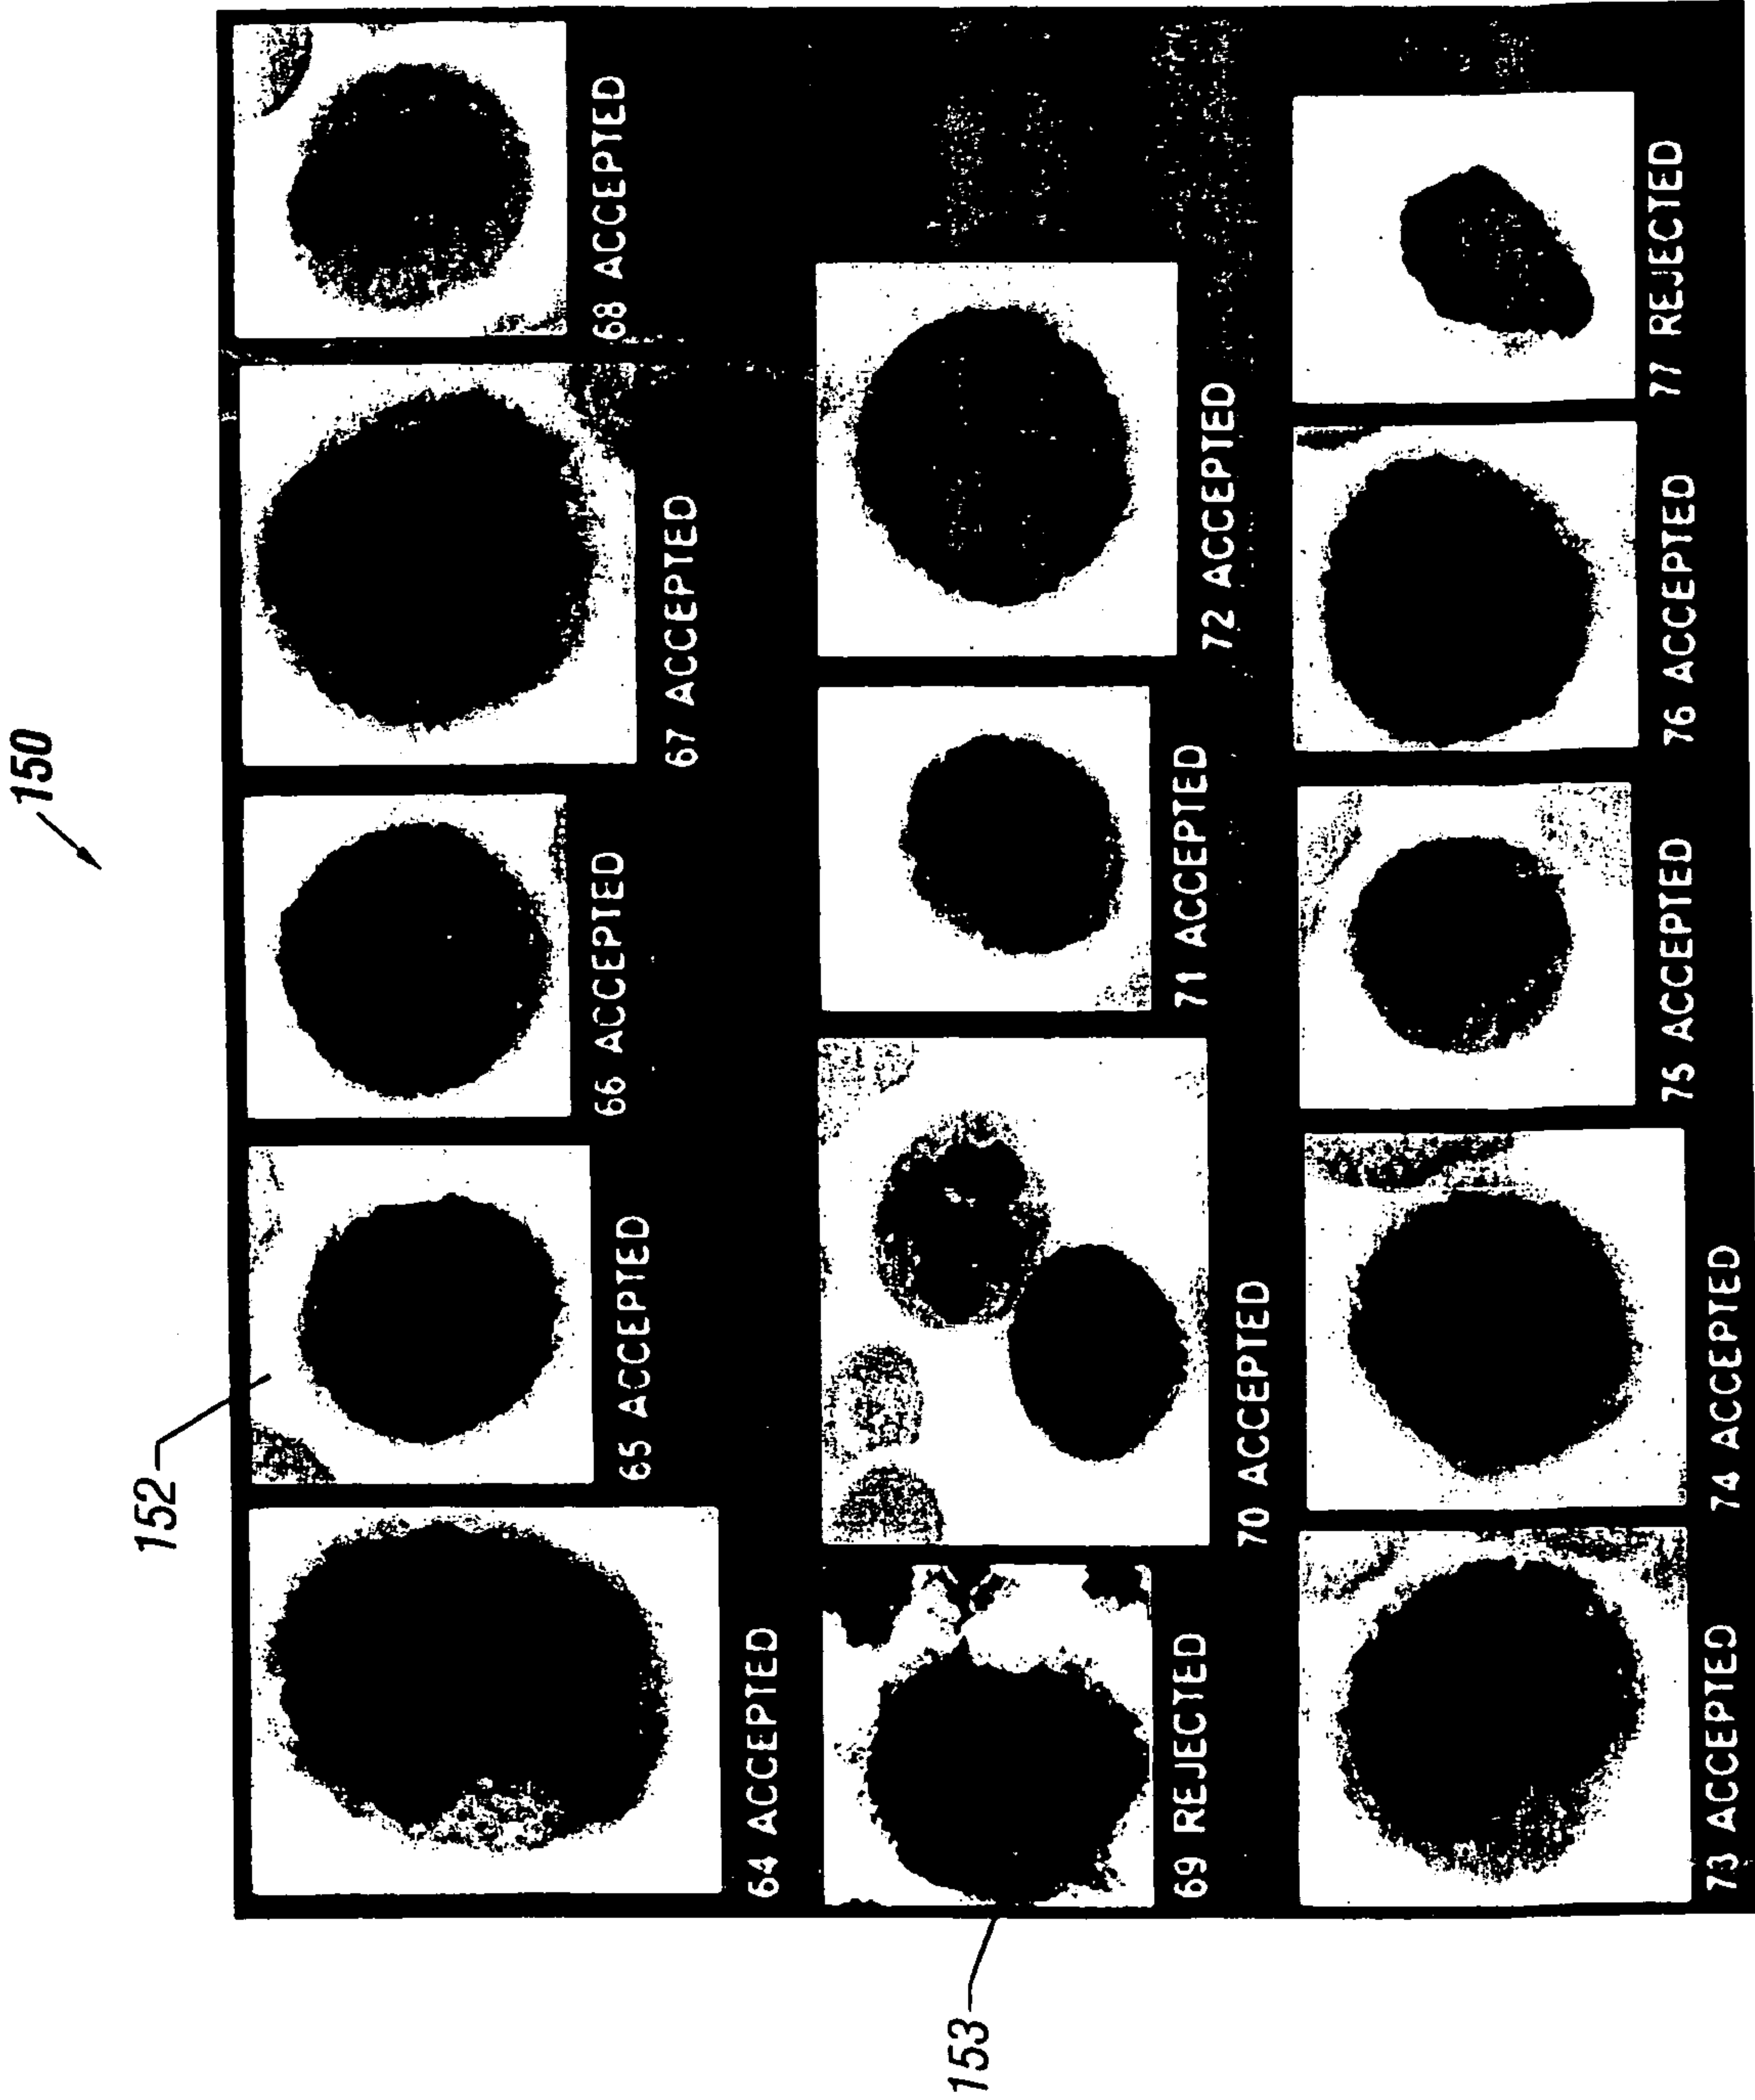 150
152
64 ACCEPTED
65 ACCEPTED
66 ACCEPTED
67 ACCEPTED
68 ACCEPTED
153
69 REJECTED
70 ACCEPTED
71 ACCEPTED
72 ACCEPTED
73 ACCEPTED
74 ACCEPTED
75 ACCEPTED
76 ACCEPTED
77 REJECTED